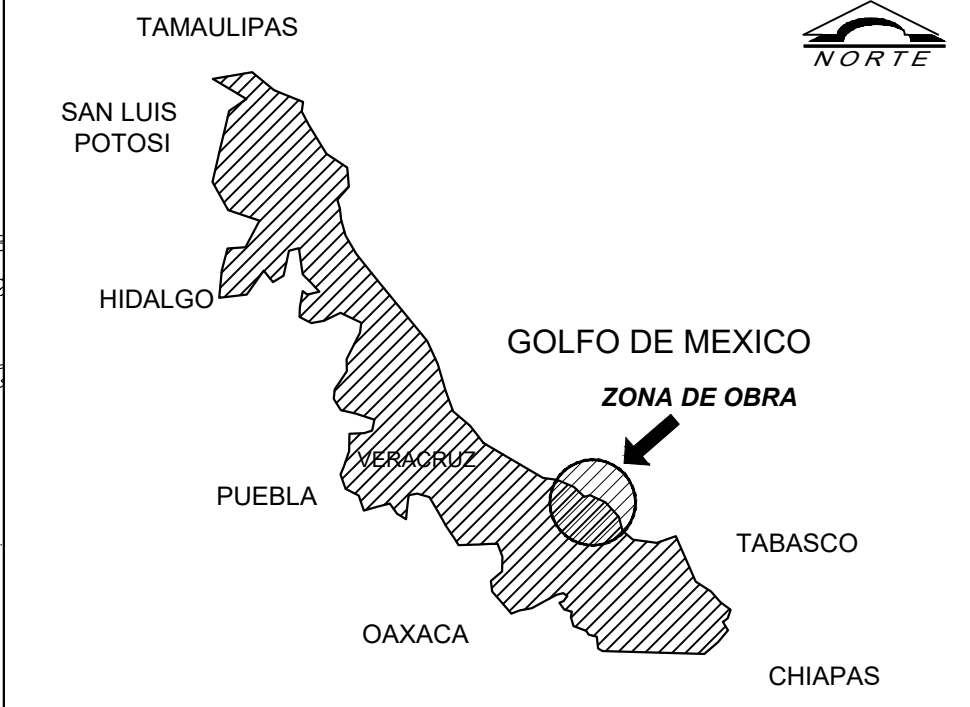 TAMAULIPAS
NORTE
SAN LUIS
POTOSI
HIDALGO
GOLFO DE MEXICO
ZONA DE OBRA
VERACRUZ
PUEBLA
TABASCO
OAXACA
CHIAPAS